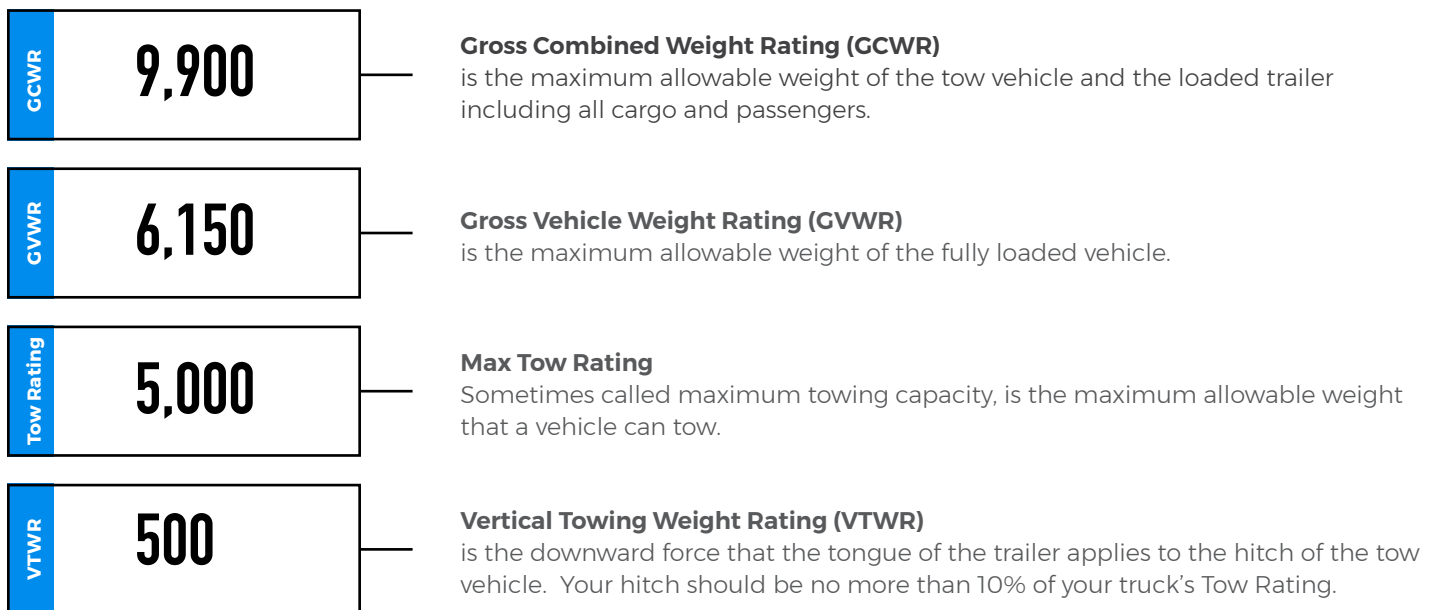 GCWR
9,900
Gross Combined Weight Rating (GCWR)
is the maximum allowable weight of the tow vehicle and the loaded trailer
including all cargo and passengers.
GVWR
6,150
Gross Vehicle Weight Rating (GVWR)
is the maximum allowable weight of the fully loaded vehicle.
Tow Rating
5,000
Max Tow Rating
Sometimes called maximum towing capacity, is the maximum allowable weight
that a vehicle can tow.
VTWR
500
Vertical Towing Weight Rating (VTWR)
is the downward force that the tongue of the trailer applies to the hitch of the tow
vehicle.  Your hitch should be no more than 10% of your truck's Tow Rating.